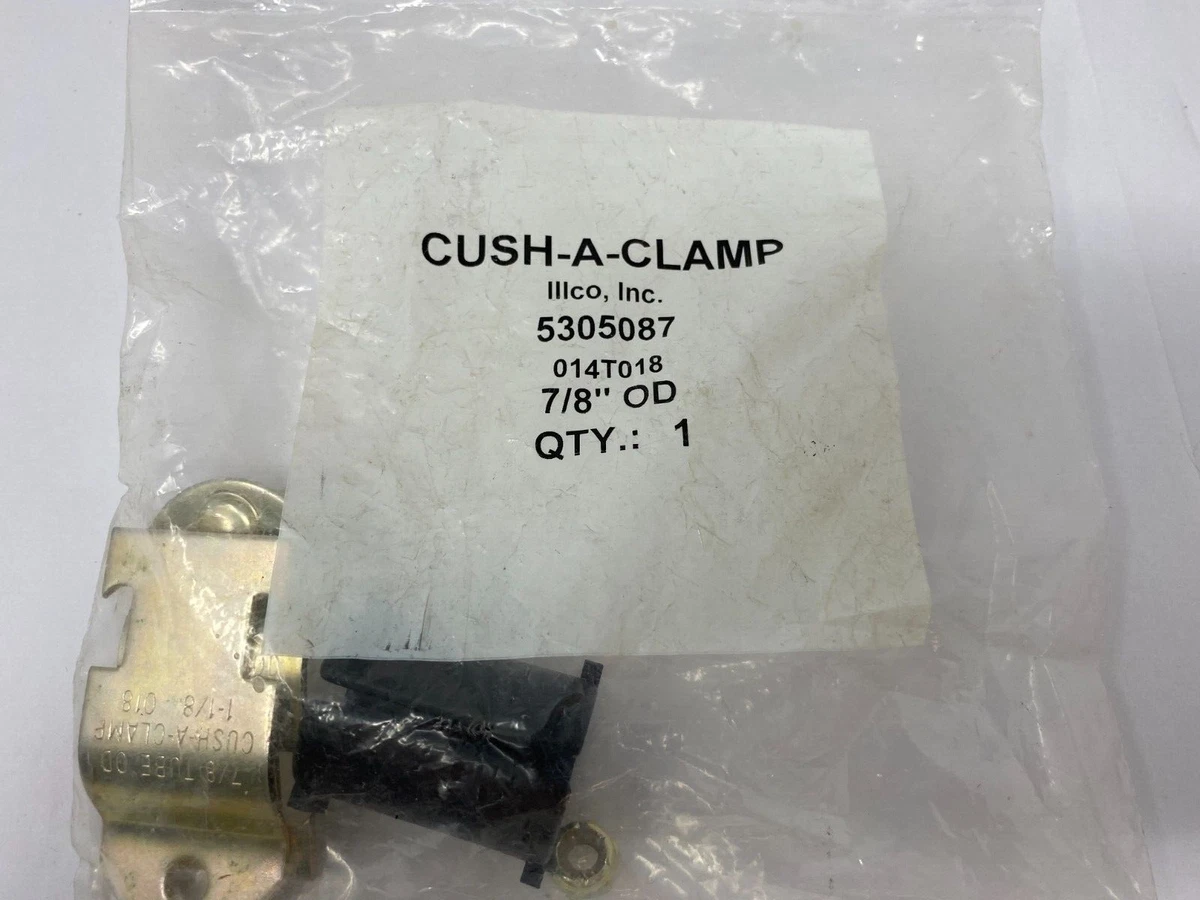 CUSH-A-CLAMP
Illco, Inc.
5305087
014T018
7/8" OD
QTY.: 1
7/8 TUBE OD
CUSH-A-CLAMP
1-1/8 018